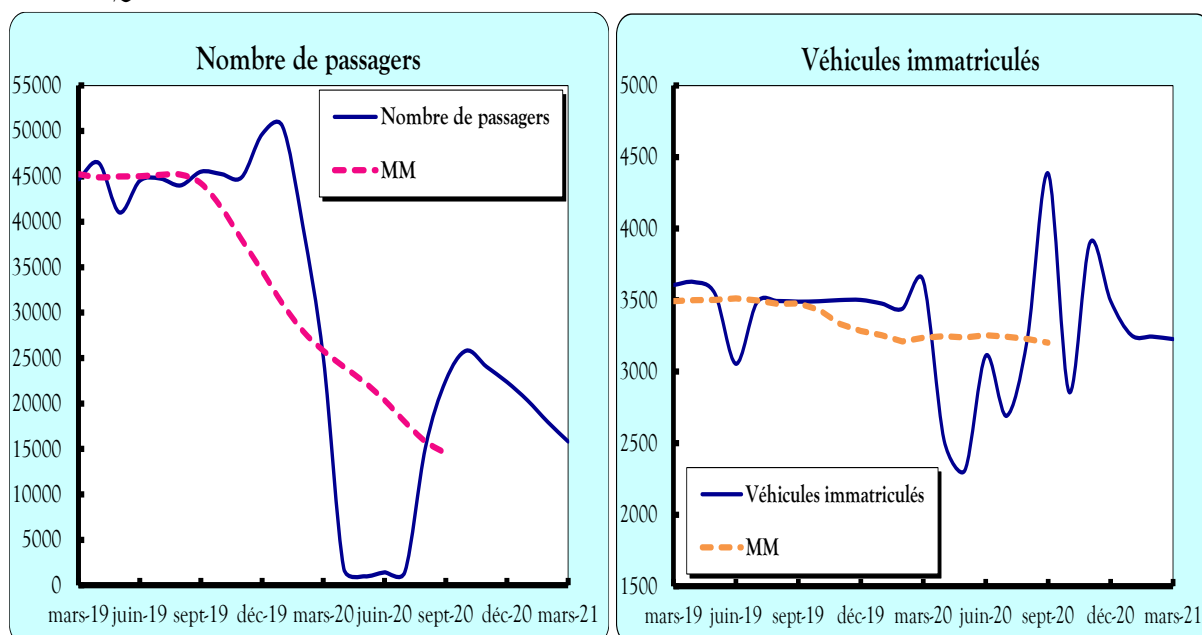 Nombre de passagers
55000
50000
45000
40000
35000
30000
25000
20000
15000
10000
5000
0
Nombre de passagers
MM
mars-19 juin-19 sept-19 déc-19 mars-20 juin-20 sept-20 déc-20 mars-21
Véhicules immatriculés
5000
4500
4000
3500
3000
2500
2000
1500
Véhicules immatriculés
MM
mars-19 juin-19 sept-19 déc-19 mars-20 juin-20 sept-20 déc-20 mars-21